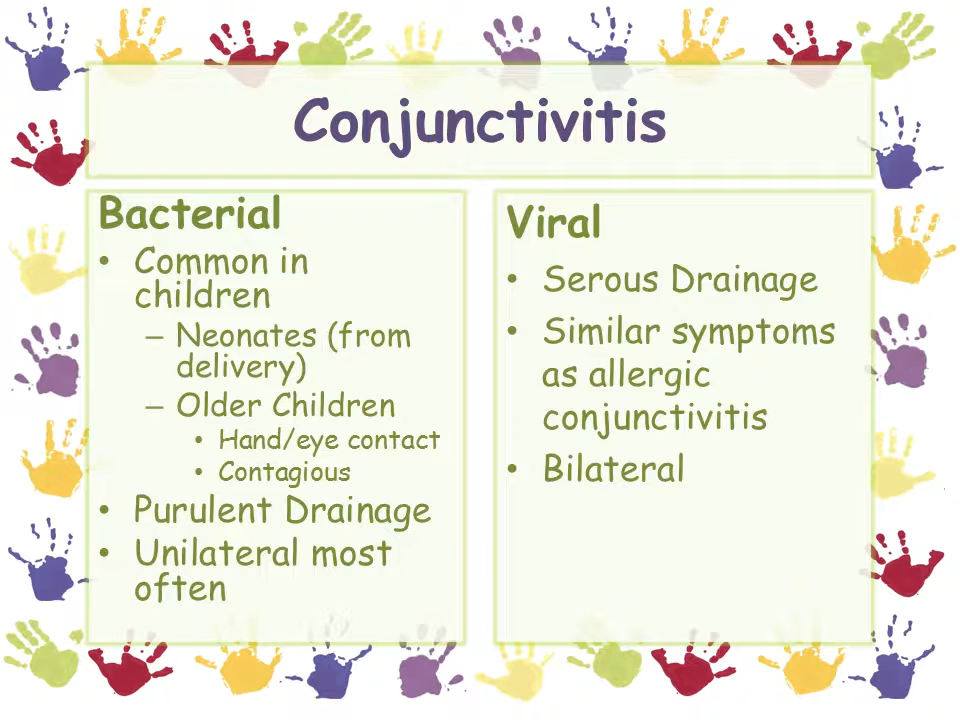 Conjunctivitis
Bacterial
• Common in
children
– Neonates (from
delivery)
– Older Children
• Hand/eye contact
• Contagious
• Purulent Drainage
• Unilateral most
often
Viral
• Serous Drainage
• Similar symptoms
as allergic
conjunctivitis
• Bilateral